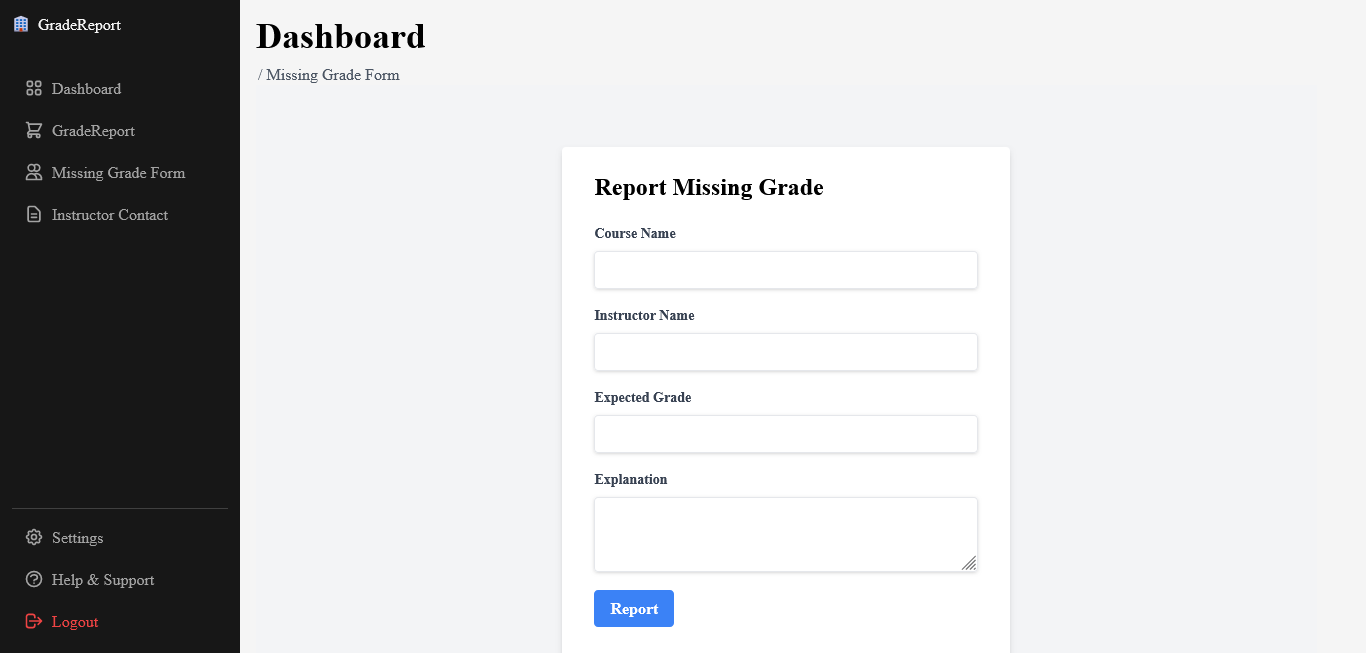 GradeReport
Dashboard
GradeReport
Missing Grade Form
Instructor Contact
Settings
Help & Support
Logout
Dashboard
/ Missing Grade Form
Report Missing Grade
Course Name
Instructor Name
Expected Grade
Explanation
Report